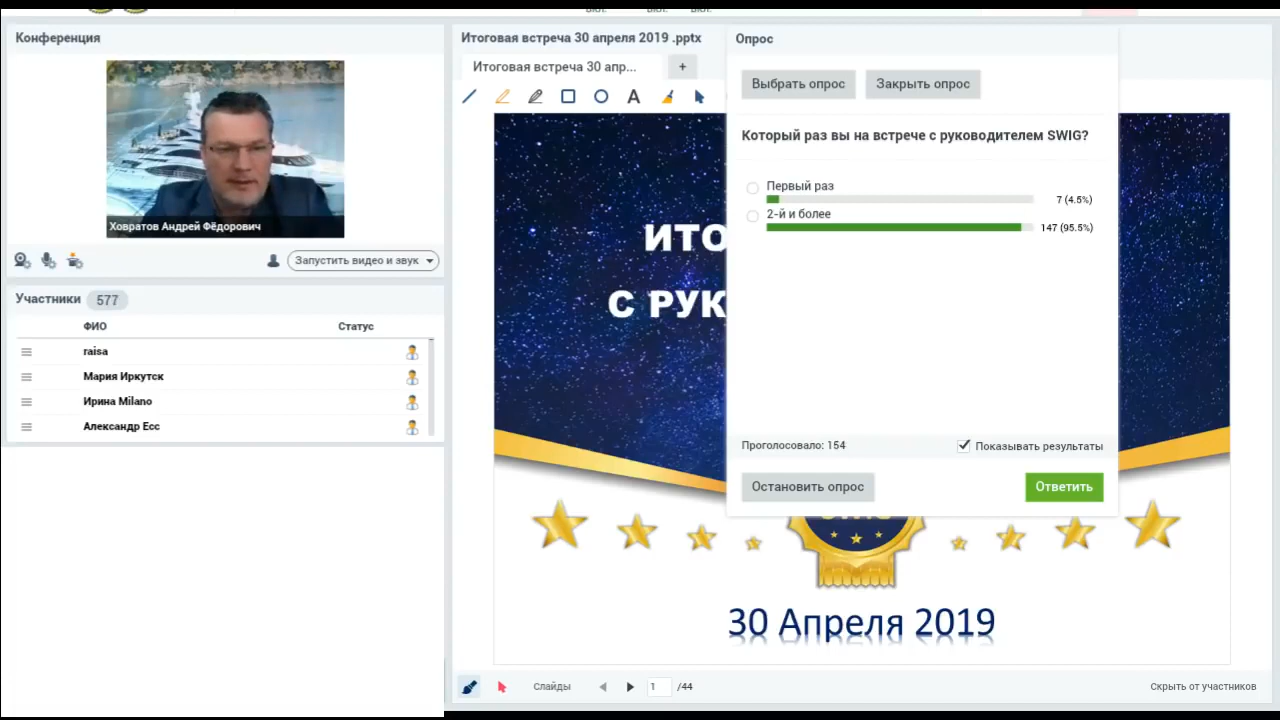 Конференция
Ховратов Андрей Фёдорович
Запустить видео и звук
Участники 577
ФИО Статус
raisa
Мария Иркутск
Ирина Milano
Александр Есс
Итоговая встреча 30 апреля 2019 .pptx
Итоговая встреча 30 апр... +
A
ИТО
С РУК
30 Апреля 2019
Слайды 1 /44
Скрыть от участников
Опрос
Выбрать опрос Закрыть опрос
Который раз вы на встрече с руководителем SWIG?
Первый раз
7 (4.5%)
2-й и более
147 (95.5%)
Проголосовало: 154 Показывать результаты
Остановить опрос Ответить